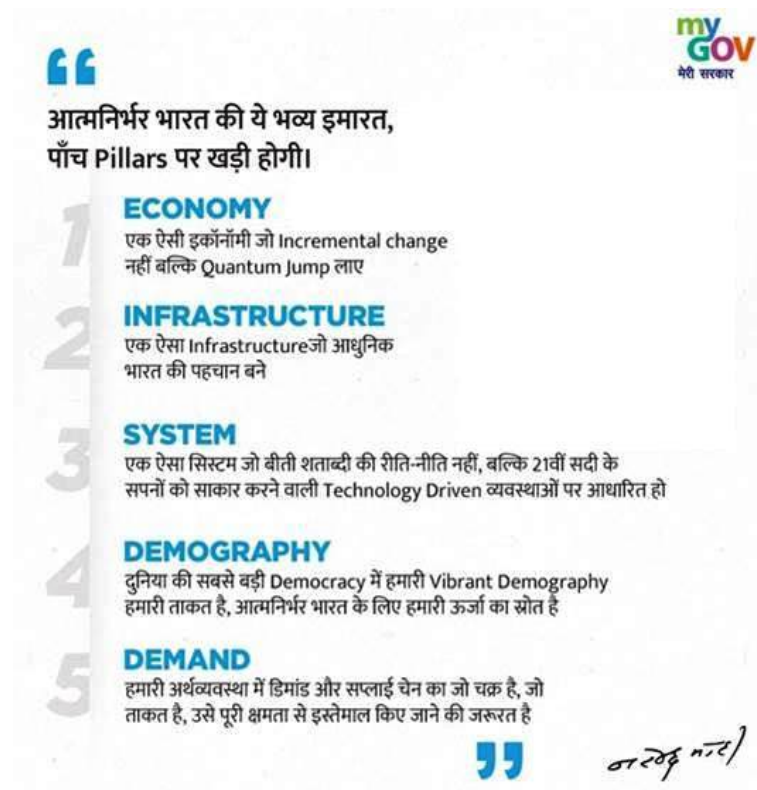 my
GOV
मेरी सरकार
“
आत्मनिर्भर भारत की ये भव्य इमारत,
पाँच Pillars पर खड़ी होगी।
1
ECONOMY
एक ऐसी इकॉनॉमी जो Incremental change
नहीं बल्कि Quantum Jump लाए
2
INFRASTRUCTURE
एक ऐसा Infrastructureजो आधुनिक
भारत की पहचान बने
3
SYSTEM
एक ऐसा सिस्टम जो बीती शताब्दी की रीति-नीति नहीं, बल्कि 21वीं सदी के
सपनों को साकार करने वाली Technology Driven व्यवस्थाओं पर आधारित हो
4
DEMOGRAPHY
दुनिया की सबसे बड़ी Democracy में हमारी Vibrant Demography
हमारी ताकत है, आत्मनिर्भर भारत के लिए हमारी ऊर्जा का स्रोत है
5
DEMAND
हमारी अर्थव्यवस्था में डिमांड और सप्लाई चेन का जो चक्र है, जो
ताकत है, उसे पूरी क्षमता से इस्तेमाल किए जाने की जरूरत है
”
नरेन्द्र मोदी